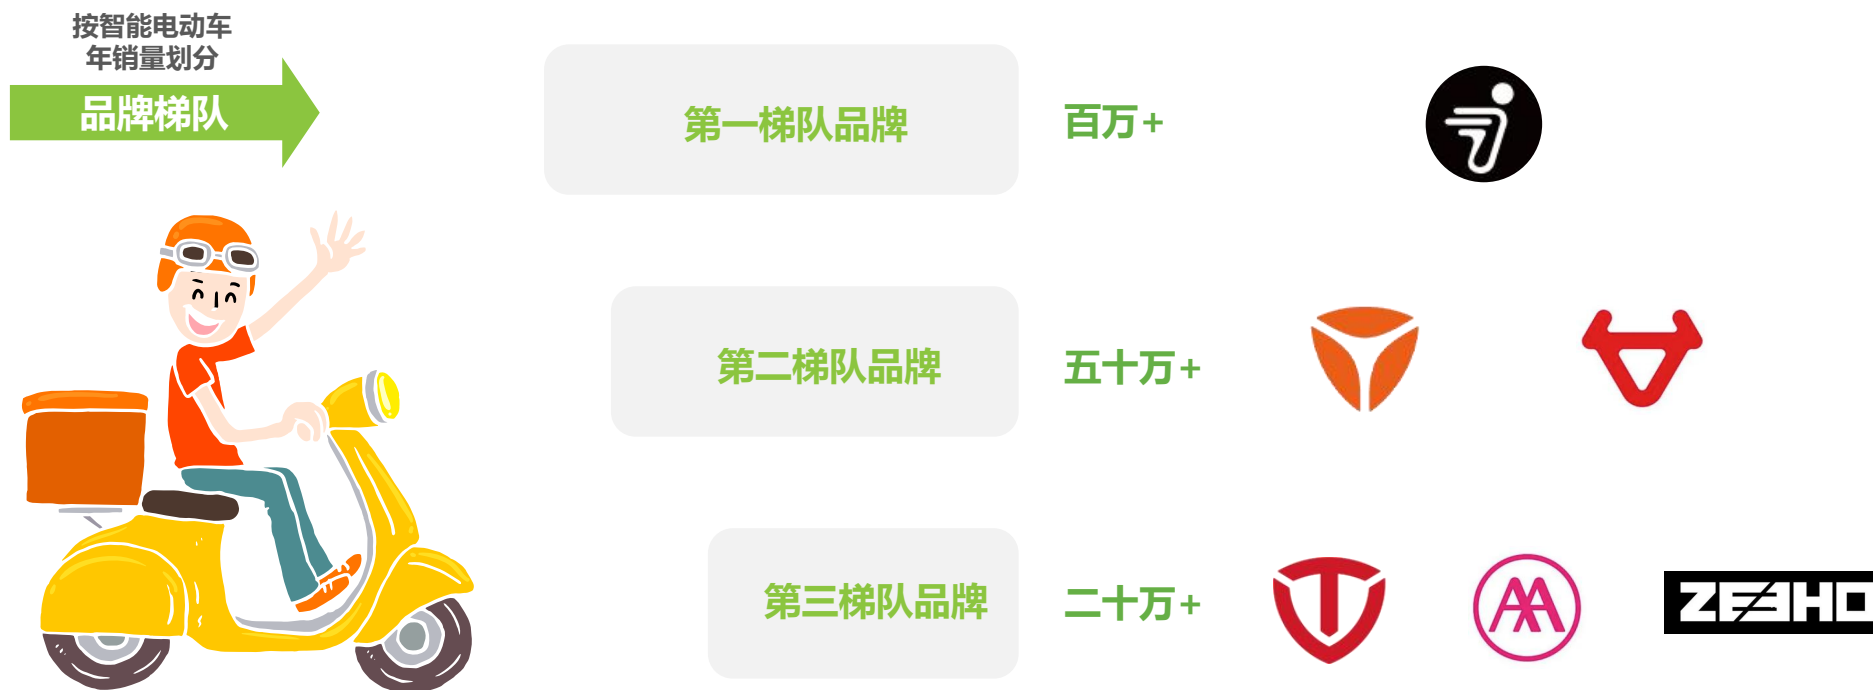 按智能电动车
年销量划分
品牌梯队
第一梯队品牌
百万+
第二梯队品牌
五十万+
第三梯队品牌
二十万+
ZEEHO